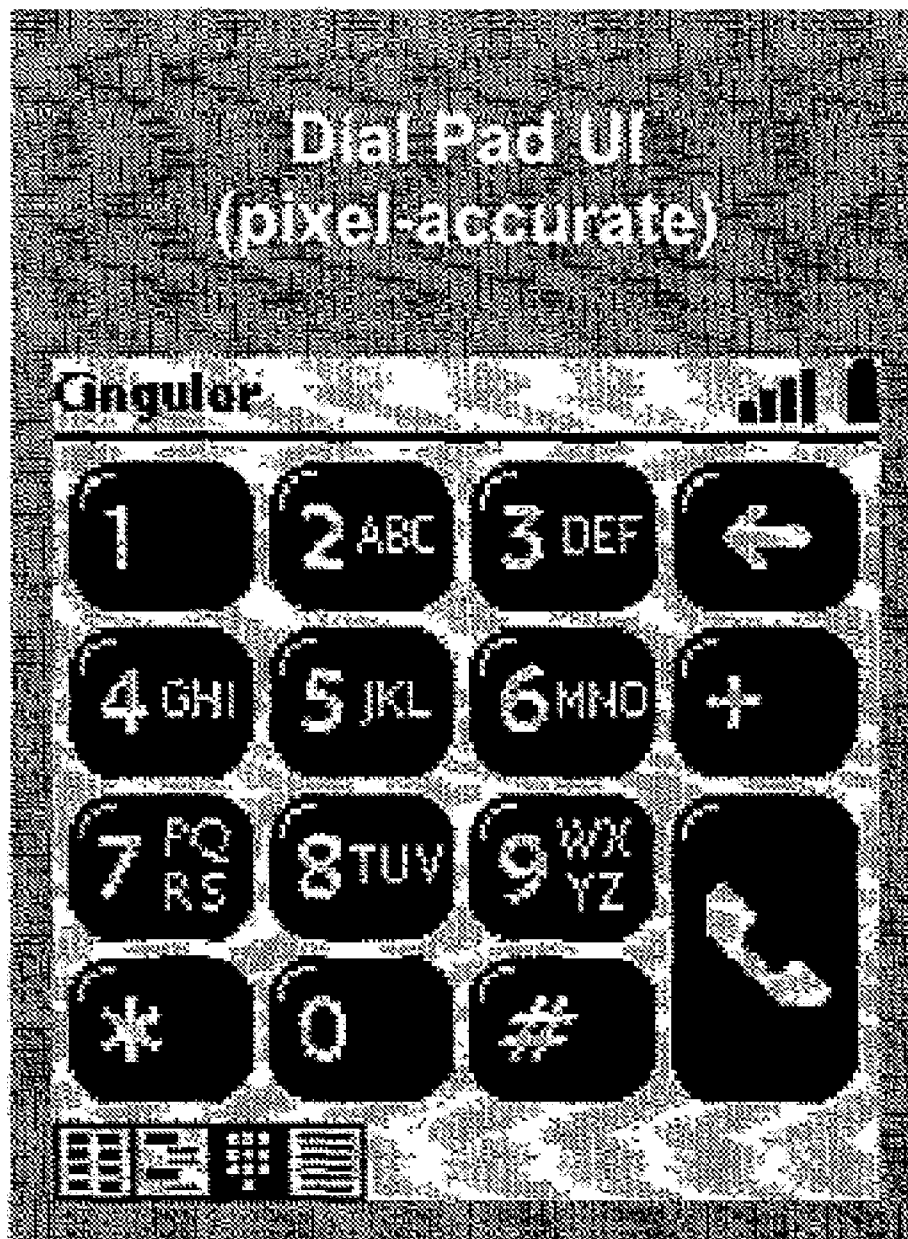 Dial Pad UI
(pixel-accurate)
Cingular
1 2 ABC 3 DEF
4 GHI 5 JKL 6 MNO +
7 PQ RS 8 TUV 9 WX YZ
* 0 #